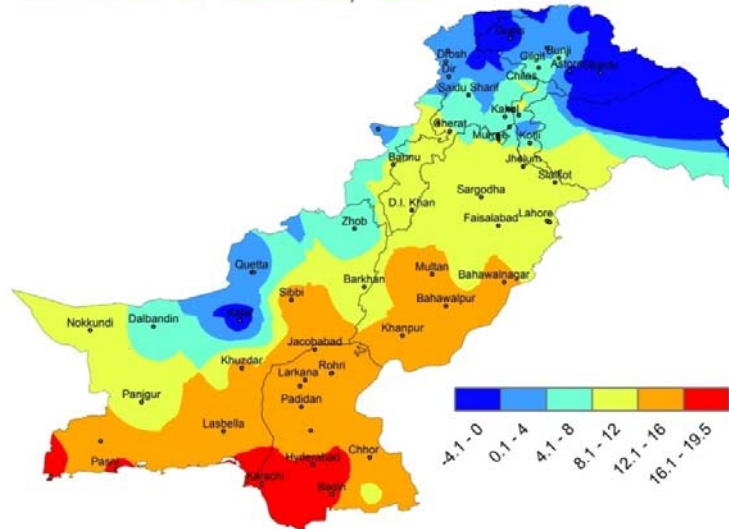 Drosh
Bunji
Gilgit
Dir
Chilas
Saidu Sharif
Kakul
Cherat
Kotli
Bannu
Jhelum
Sialkot
Sargodha
D.I. Khan
Lahore
Faisalabad
Zhob
Quetta
Multan
Barkhan
Bahawalnagar
Sibbi
Bahawalpur
Dalbandin
Nokkundi
Khanpur
Jacobabad
Khuzdar
Rohri
Larkana
Panjgur
Padidan
Lasbella
Chhor
Hyderabad
Pasni
Karachi
Badin
-4.1 - 0
0.1 - 4
4.1 - 8
8.1 - 12
12.1 - 16
16.1 - 19.5